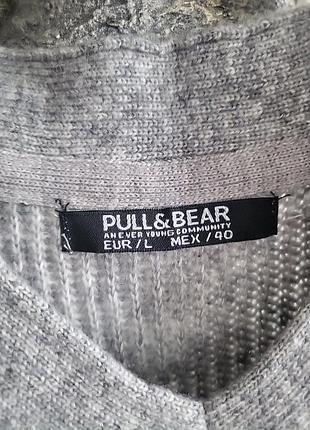 PULL&BEAR
AN EVER YOUNG COMMUNITY
EUR/L MEX/40